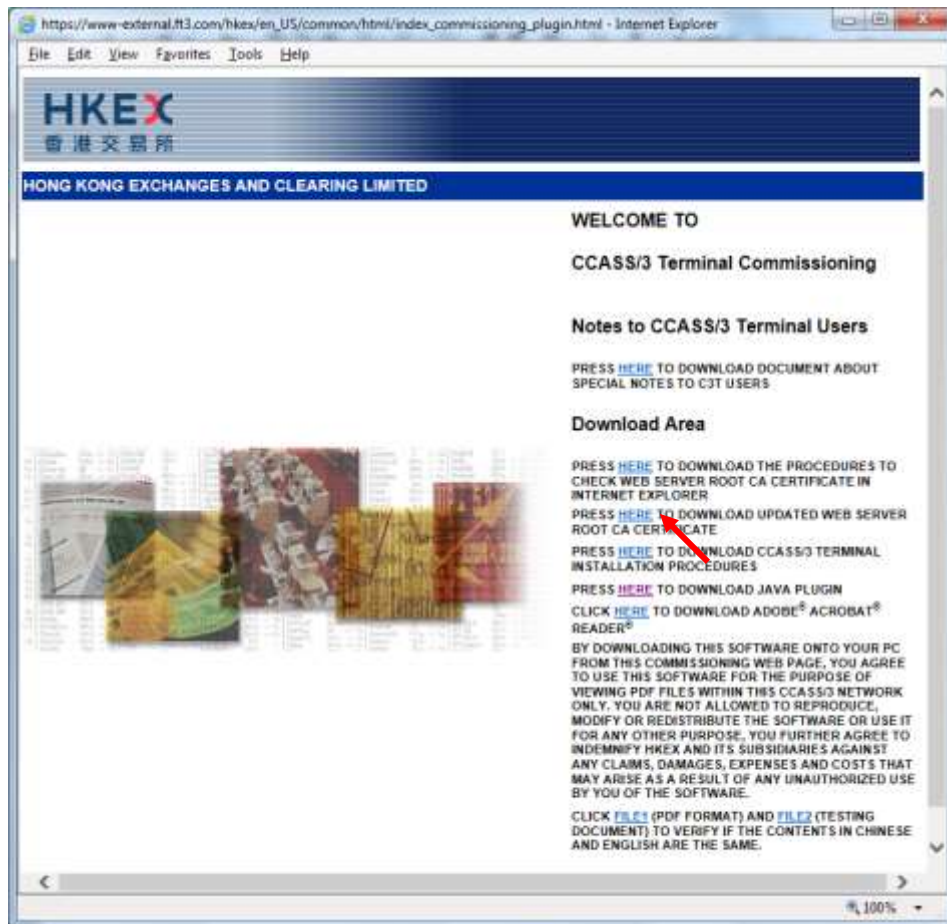 https://www-external.ft3.com/hkex/en_US/common/html/index_commissioning_plugin.html - Internet Explorer
File Edit View Favorites Tools Help
HKEX
香港交易所
HONG KONG EXCHANGES AND CLEARING LIMITED
WELCOME TO
CCASS/3 Terminal Commissioning
Notes to CCASS/3 Terminal Users
PRESS HERE TO DOWNLOAD DOCUMENT ABOUT
SPECIAL NOTES TO C3T USERS
Download Area
PRESS HERE TO DOWNLOAD THE PROCEDURES TO
CHECK WEB SERVER ROOT CA CERTIFICATE IN
INTERNET EXPLORER
PRESS HERE TO DOWNLOAD UPDATED WEB SERVER
ROOT CA CERTIFICATE
PRESS HERE TO DOWNLOAD CCASS/3 TERMINAL
INSTALLATION PROCEDURES
PRESS HERE TO DOWNLOAD JAVA PLUGIN
CLICK HERE TO DOWNLOAD ADOBE® ACROBAT®
READER®
BY DOWNLOADING THIS SOFTWARE ONTO YOUR PC
FROM THIS COMMISSIONING WEB PAGE, YOU AGREE
TO USE THIS SOFTWARE FOR THE PURPOSE OF
VIEWING PDF FILES WITHIN THIS CCASS/3 NETWORK
ONLY. YOU ARE NOT ALLOWED TO REPRODUCE,
MODIFY OR REDISTRIBUTE THE SOFTWARE OR USE IT
FOR ANY OTHER PURPOSE, YOU FURTHER AGREE TO
INDEMNIFY HKEX AND ITS SUBSIDIARIES AGAINST
ANY CLAIMS, DAMAGES, EXPENSES AND COSTS THAT
MAY ARISE AS A RESULT OF ANY UNAUTHORIZED USE
BY YOU OF THE SOFTWARE.
CLICK FILE1 (PDF FORMAT) AND FILE2 (TESTING
DOCUMENT) TO VERIFY IF THE CONTENTS IN CHINESE
AND ENGLISH ARE THE SAME.
100%